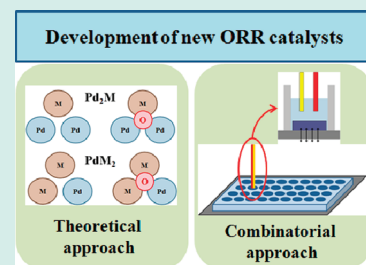 Development of new ORR catalysts
M Pd₂M M
O
Pd Pd Pd Pd
M PdM₂ M
O
M Pd M Pd
Theoretical
approach
Combinatorial
approach